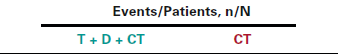 Events/Patients, n/N
T + D + CT CT